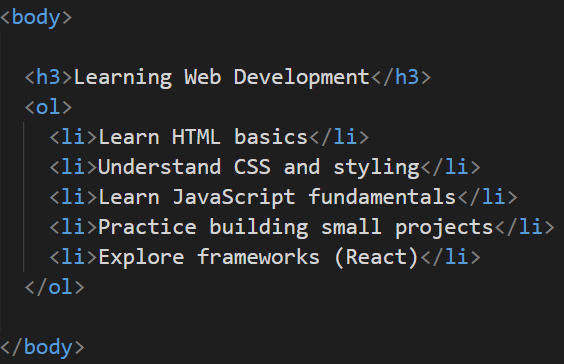 <body>
<h3>Learning Web Development</h3>
<ol>
<li>Learn HTML basics</li>
<li>Understand CSS and styling</li>
<li>Learn JavaScript fundamentals</li>
<li>Practice building small projects</li>
<li>Explore frameworks (React)</li>
</ol>
</body>